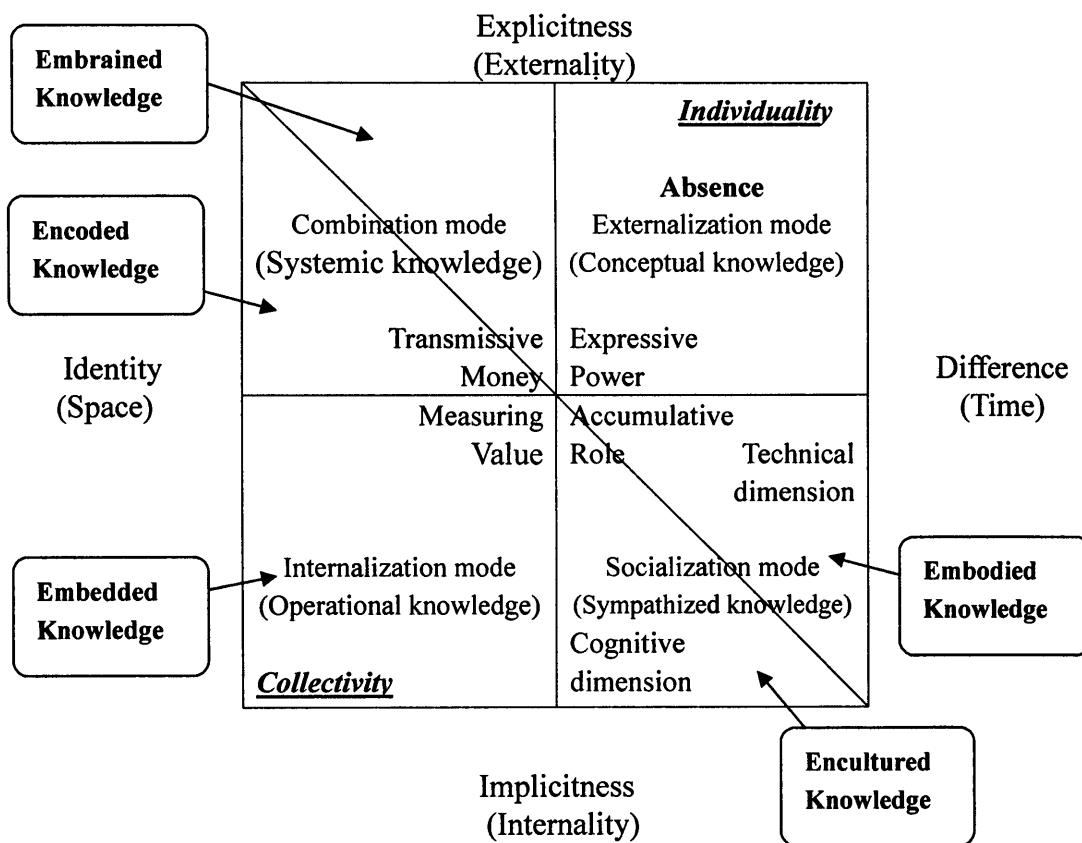 Explicitness
(Externality)
Embrained
Knowledge
Individuality
Absence
Encoded
Knowledge
Combination mode
(Systemic knowledge)
Externalization mode
(Conceptual knowledge)
Transmissive
Money
Expressive
Power
Identity
(Space)
Difference
(Time)
Measuring
Value
Accumulative
Role
Technical
dimension
Embedded
Knowledge
Internalization mode
(Operational knowledge)
Socialization mode
(Sympathized knowledge)
Embodied
Knowledge
Cognitive
dimension
Collectivity
Encultured
Knowledge
Implicitness
(Internality)